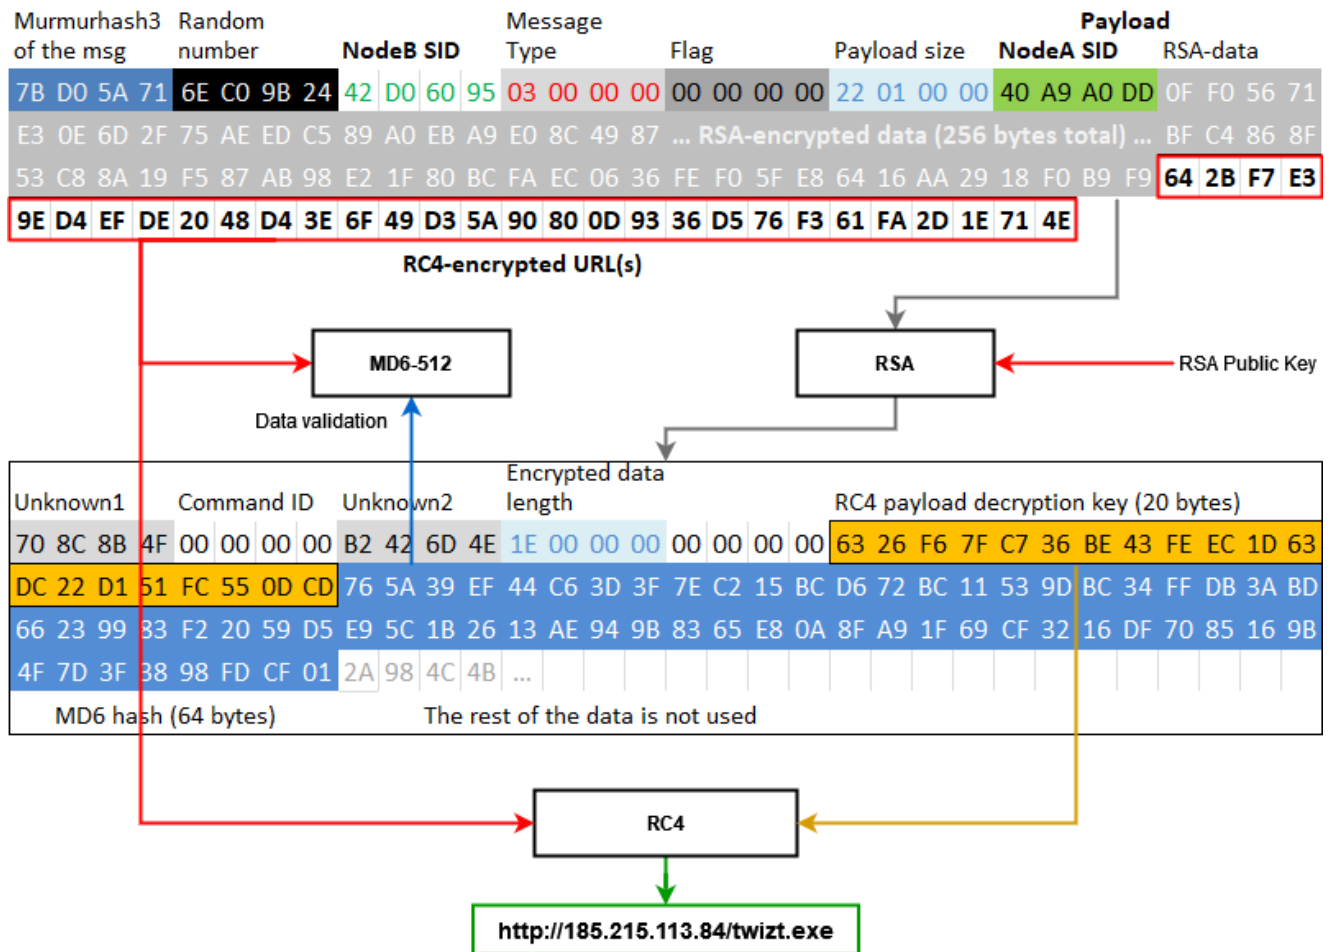 Murmurhash3 Random Message Payload
of the msg number NodeB SID Type Flag Payload size NodeA SID RSA-data
7B D0 5A 71 6E C0 9B 24 42 D0 60 95 03 00 00 00 00 00 00 00 22 01 00 00 40 A9 A0 DD 0F F0 56 71
E3 0E 6D 2F 75 AE ED C5 89 A0 EB A9 E0 8C 49 87 ... RSA-encrypted data (256 bytes total) ... BF C4 86 8F
53 C8 8A 19 F5 87 AB 98 E2 1F 80 BC FA EC 06 36 FE F0 5F E8 64 16 AA 29 18 F0 B9 F9 64 2B F7 E3
9E D4 EF DE 20 48 D4 3E 6F 49 D3 5A 90 80 0D 93 36 D5 76 F3 61 FA 2D 1E 71 4E
RC4-encrypted URL(s)
MD6-512 RSA RSA Public Key
Data validation
Encrypted data
Unknown1 Command ID Unknown2 length RC4 payload decryption key (20 bytes)
70 8C 8B 4F 00 00 00 00 B2 42 6D 4E 1E 00 00 00 00 00 00 00 63 26 F6 7F C7 36 BE 43 FE EC 1D 63
DC 22 D1 51 FC 55 0D CD 76 5A 39 EF 44 C6 3D 3F 7E C2 15 BC D6 72 BC 11 53 9D BC 34 FF DB 3A BD
66 23 99 83 F2 20 59 D5 E9 5C 1B 26 13 AE 94 9B 83 65 E8 0A 8F A9 1F 69 CF 32 16 DF 70 85 16 9B
4F 7D 3F 38 98 FD CF 01 2A 98 4C 4B ...
MD6 hash (64 bytes) The rest of the data is not used
RC4
http://185.215.113.84/twizt.exe